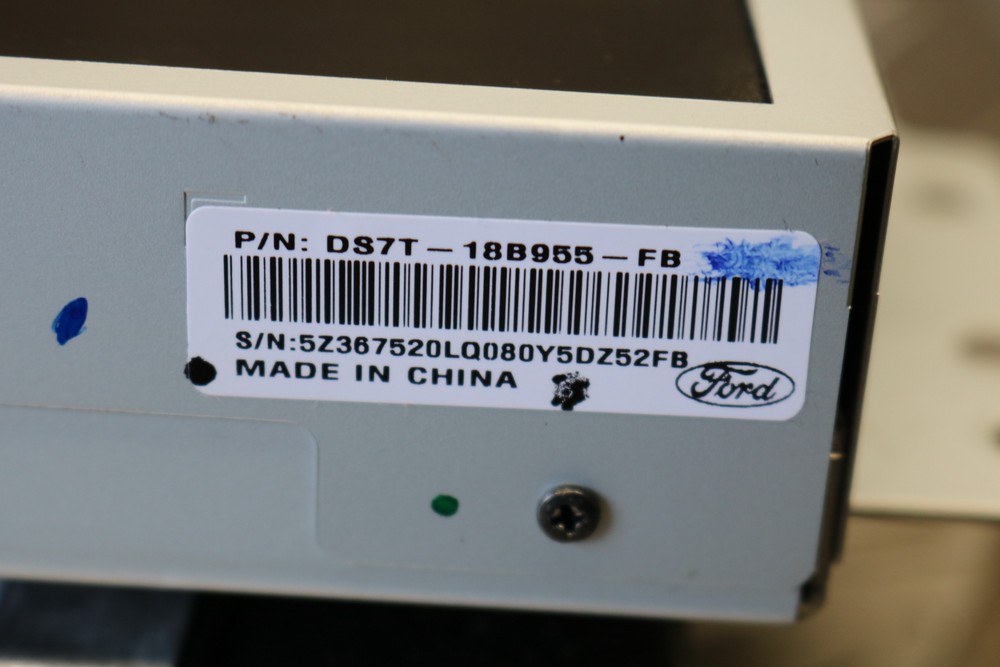 P/N: DS7T-18B955-FB
S/N:5Z367520LQ080Y5DZ52FB
MADE IN CHINA
Ford